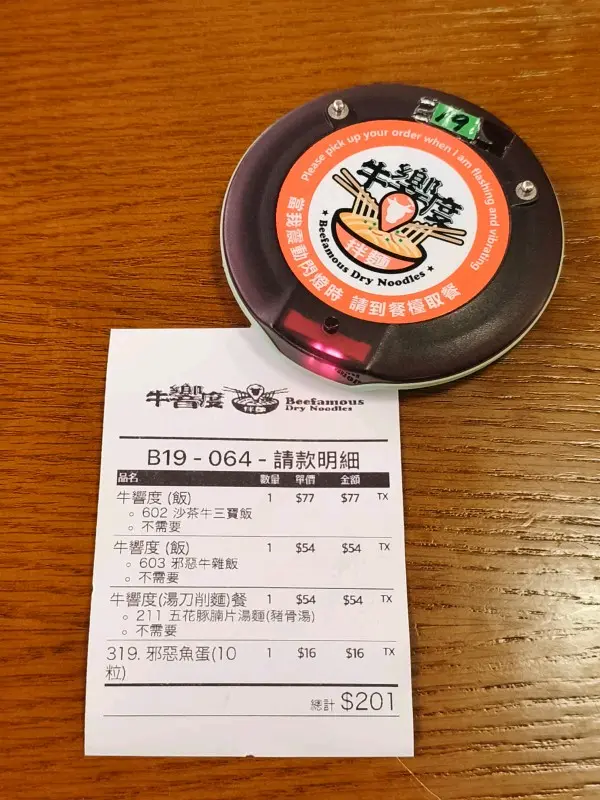 19
Please pick up your order when I am flashing and vibrating
牛嚮度
拌麵
★ Beefamous Dry Noodles ★
當我震動閃燈時 請到餐檯取餐
牛嚮度 拌麵 Beefamous
Dry Noodles
B19 - 064 - 請款明細
品名 數量 單價 金額
牛嚮度 (飯) 1 $77 $77 TX
。 602 沙茶牛三寶飯
。 不需要
牛嚮度 (飯) 1 $54 $54 TX
。 603 邪惡牛雜飯
。 不需要
牛嚮度(湯刀削麵)餐 1 $54 $54 TX
。 211 五花豚腩片湯麵(豬骨湯)
。 不需要
319. 邪惡魚蛋(10 1 $16 $16 TX
粒)
總計 $201